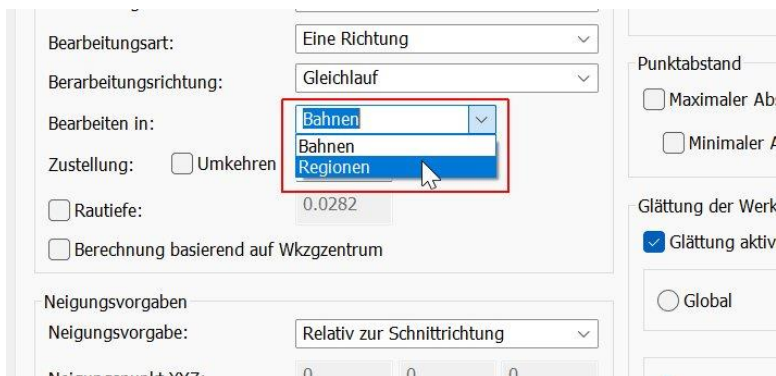 Bearbeitungsart:
Eine Richtung
Berarbeitungsrichtung:
Gleichlauf
Bearbeiten in:
Bahnen
Bahnen
Regionen
Zustellung:
Umkehren
Rautiefe:
0.0282
Berechnung basierend auf Wkzgzentrum
Neigungsvorgaben
Neigungsvorgabe:
Relativ zur Schnittrichtung
0
0
0
Punktabstand
Maximaler Ab
Minimaler
Glättung der Werk
Glättung aktiv
Global